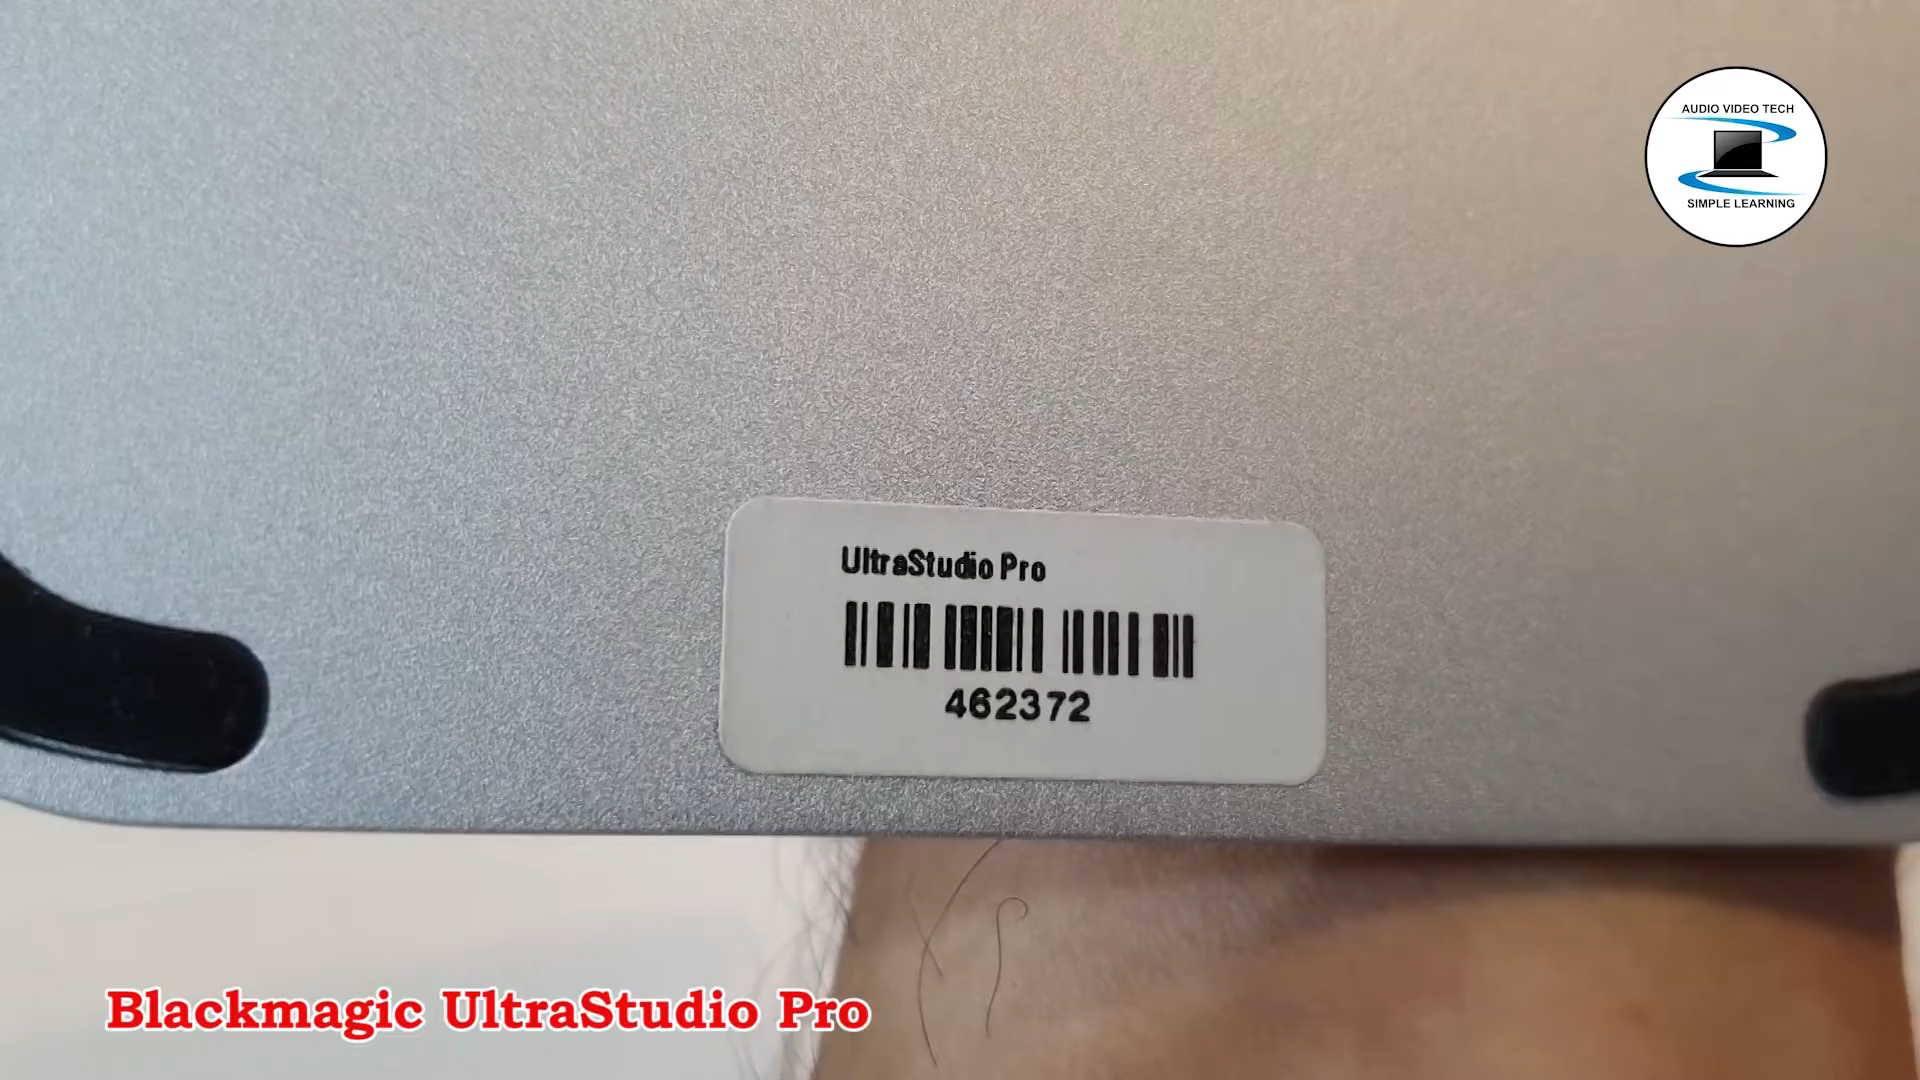 AUDIO VIDEO TECH
SIMPLE LEARNING
UltraStudio Pro
462372
Blackmagic UltraStudio Pro